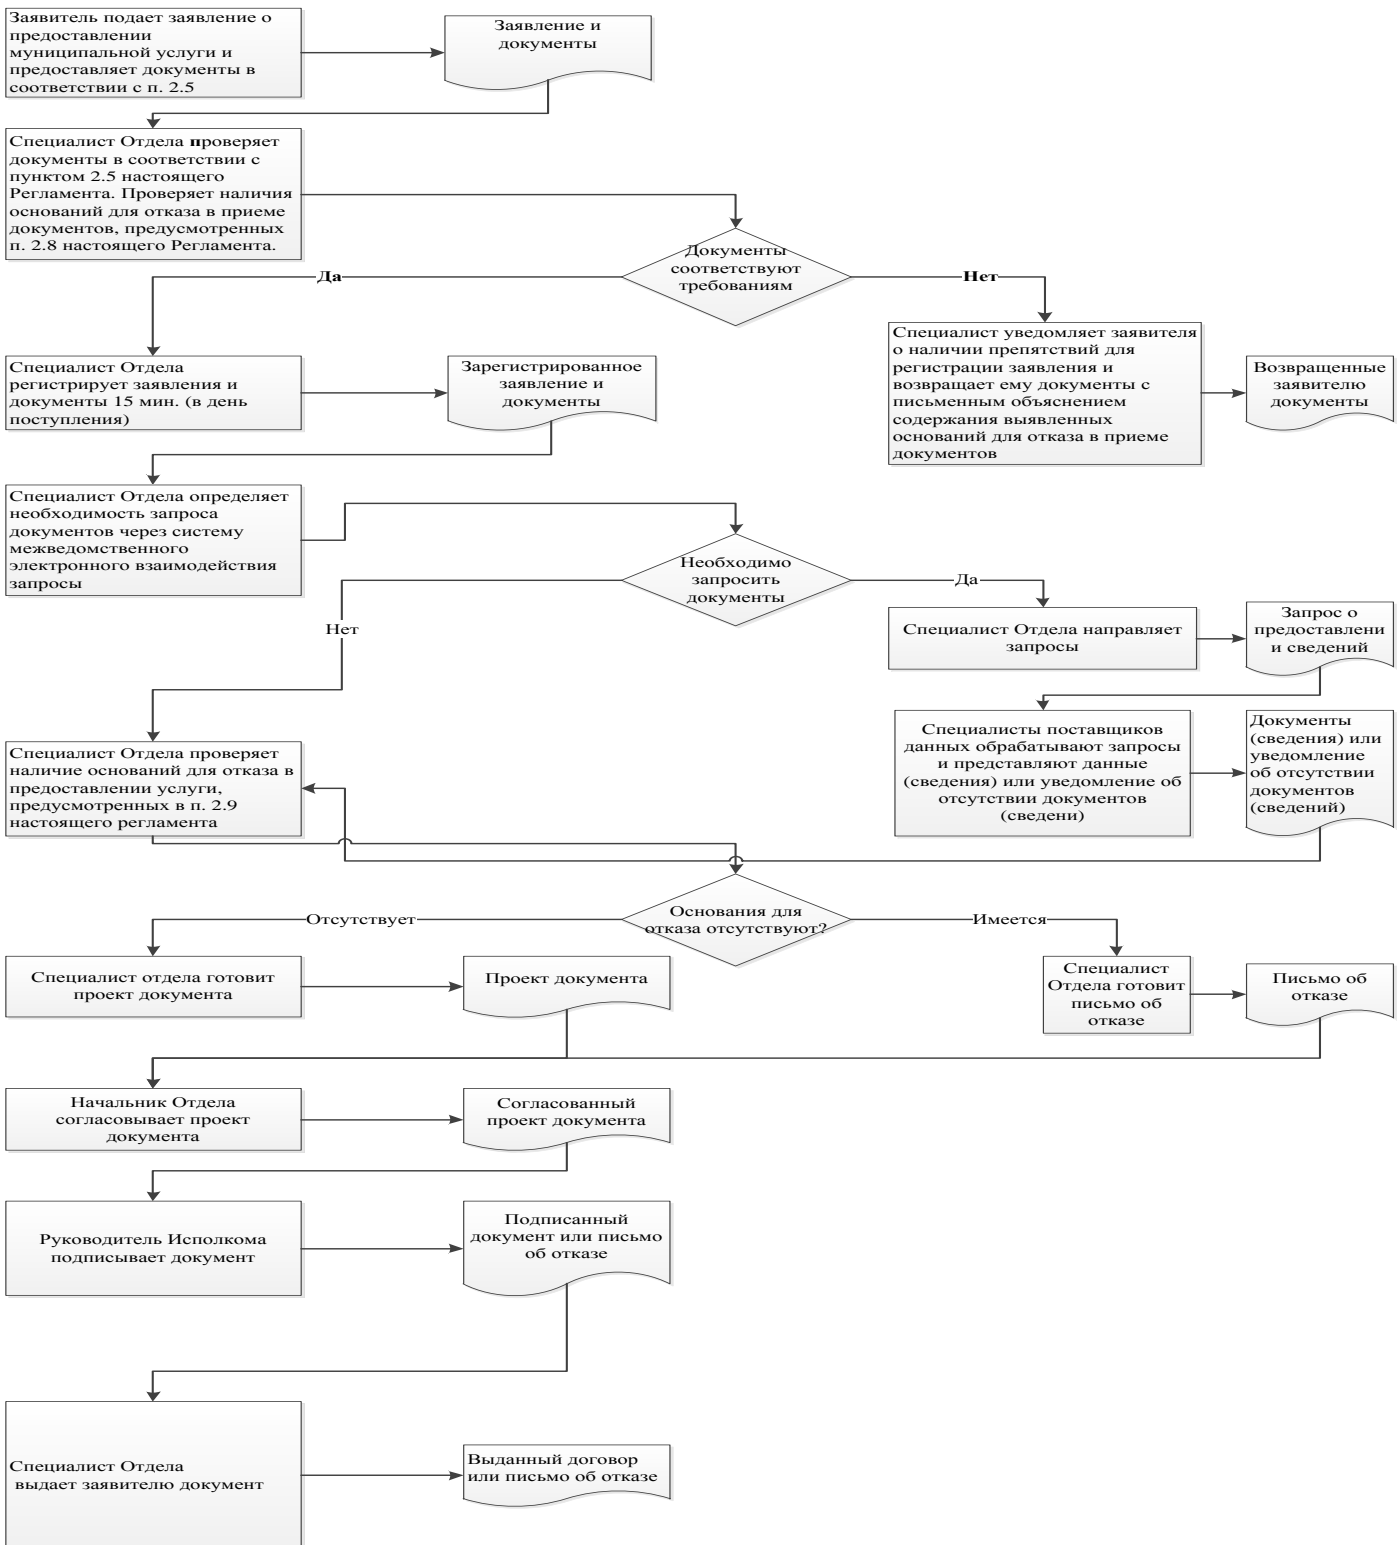 Заявитель подает заявление о
предоставлении
муниципальной услуги и
предоставляет документы в
соответствии с п. 2.5
Заявление и
документы
Специалист Отдела проверяет
документы в соответствии с
пунктом 2.5 настоящего
Регламента. Проверяет наличия
оснований для отказа в приеме
документов, предусмотренных
п. 2.8 настоящего Регламента.
Документы
соответствуют
требованиям
Да
Нет
Специалист Отдела
регистрирует заявления и
документы 15 мин. (в день
поступления)
Зарегистрированное
заявление и
документы
Специалист уведомляет заявителя
о наличии препятствий для
регистрации заявления и
возвращает ему документы с
письменным объяснением
содержания выявленных
оснований для отказа в приеме
документов
Возвращенные
заявителю
документы
Специалист Отдела определяет
необходимость запроса
документов через систему
межведомственного
электронного взаимодействия
запросы
Необходимо
запросить
документы
Да
Нет
Специалист Отдела направляет
запросы
Запрос о
предоставлени
и сведений
Специалисты поставщиков
данных обрабатывают запросы
и представляют данные
(сведения) или уведомление об
отсутствии документов
(сведени)
Документы
(сведения) или
уведомление
об отсутствии
документов
(сведений)
Специалист Отдела проверяет
наличие оснований для отказа в
предоставлении услуги,
предусмотренных в п. 2.9
настоящего регламента
Основания для
отказа отсутствуют?
Отсутствует
Имеется
Специалист отдела готовит
проект документа
Проект документа
Специалист
Отдела готовит
письмо об
отказе
Письмо об
отказе
Начальник Отдела
согласовывает проект
документа
Согласованный
проект документа
Руководитель Исполкома
подписывает документ
Подписанный
документ или письмо
об отказе
Специалист Отдела
выдает заявителю документ
Выданный договор
или письмо об отказе